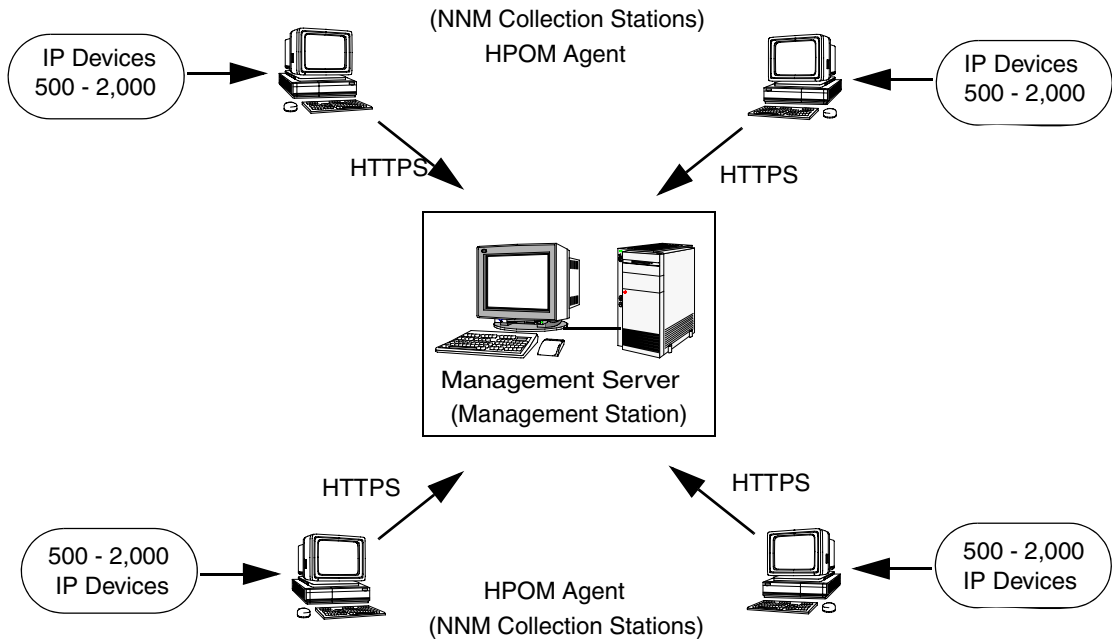 (NNM Collection Stations)
HPOM Agent
IP Devices
500 - 2,000
IP Devices
500 - 2,000
HTTPS
HTTPS
Management Server
(Management Station)
HTTPS
HTTPS
500 - 2,000
IP Devices
500 - 2,000
IP Devices
HPOM Agent
(NNM Collection Stations)